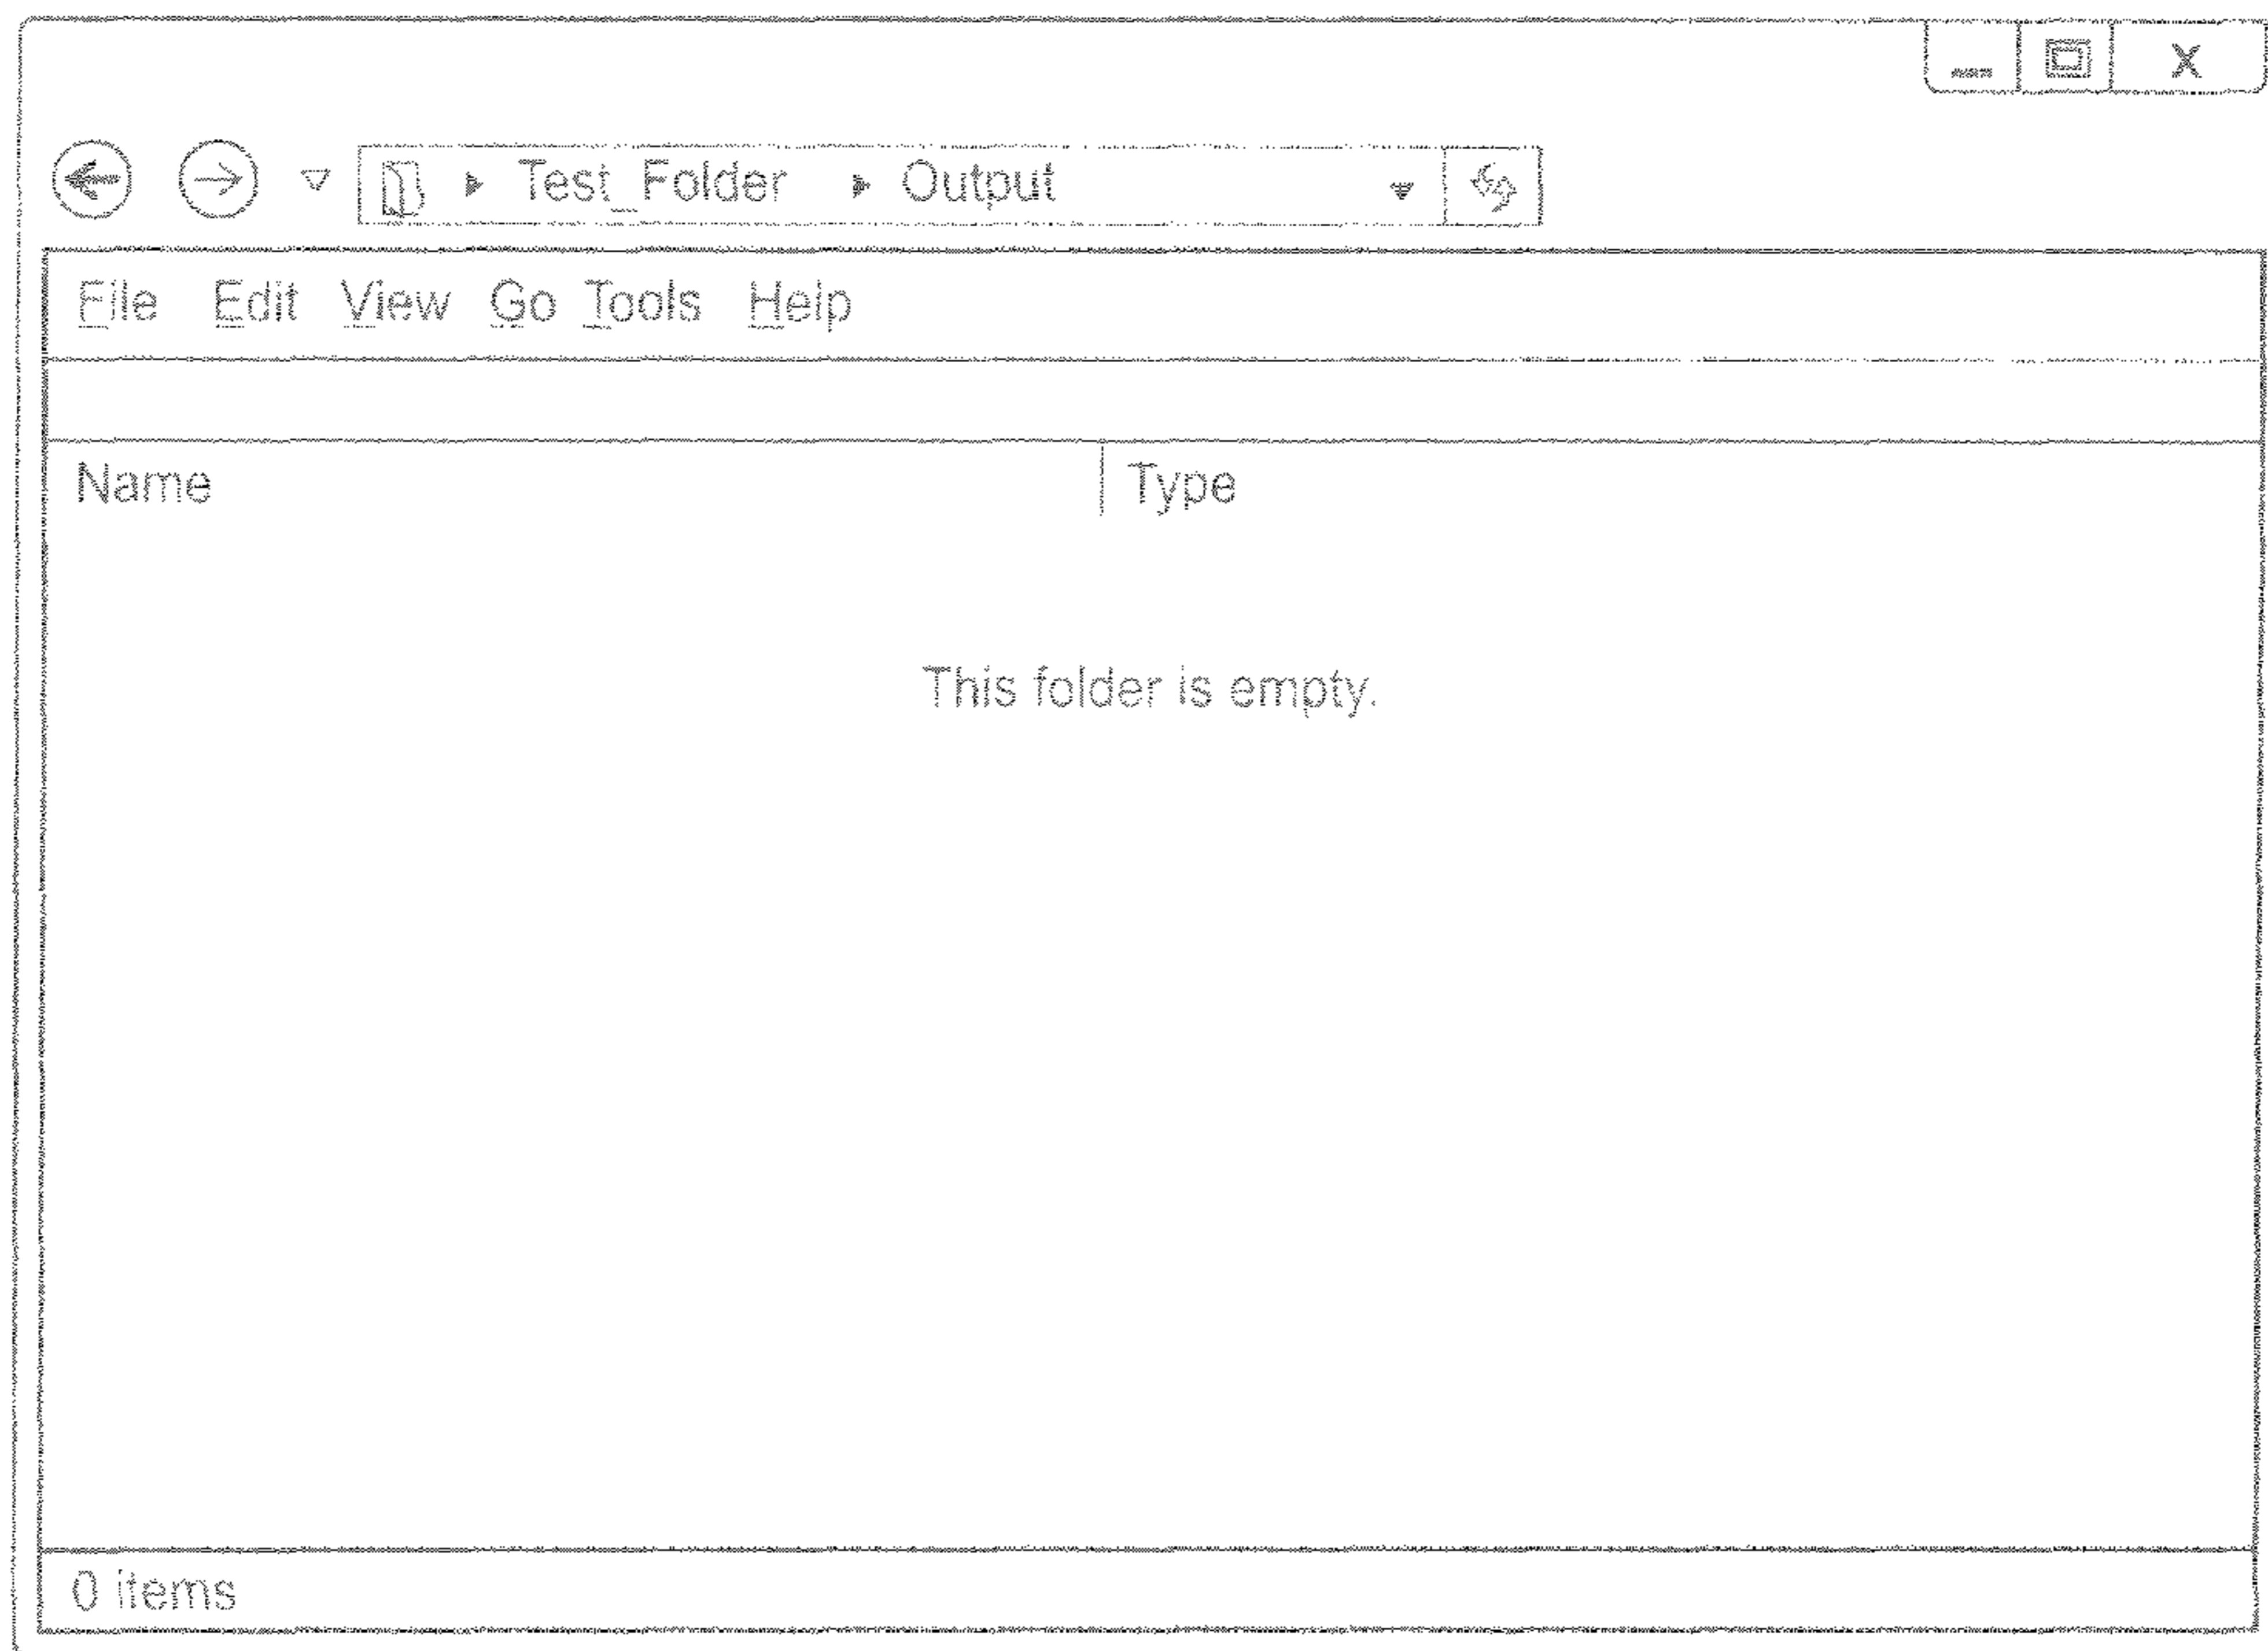 X
Test_Folder Output
File Edit View Go Tools Help
Name Type
This folder is empty.
0 items